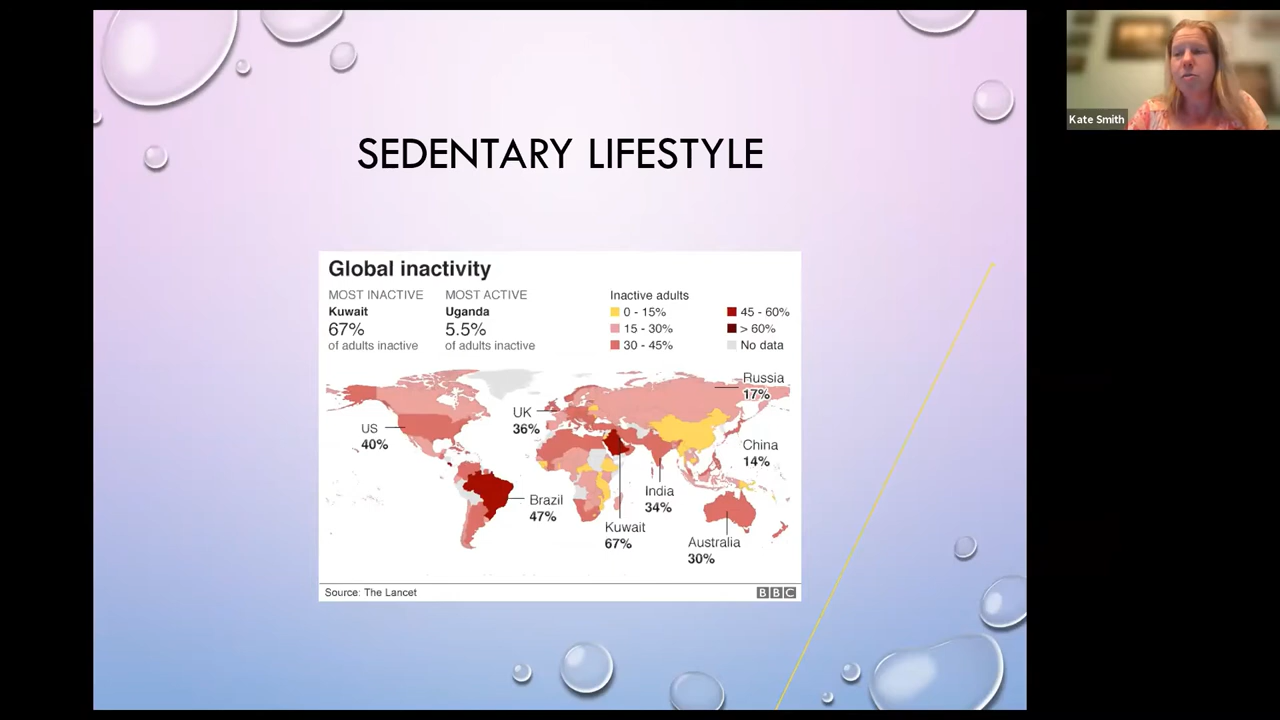 Kate Smith
SEDENTARY LIFESTYLE
Global inactivity
MOST INACTIVE
Kuwait
67%
of adults inactive
MOST ACTIVE
Uganda
5.5%
of adults inactive
Inactive adults
0 - 15%
15 - 30%
30 - 45%
45 - 60%
> 60%
No data
Russia
17%
UK
36%
US
40%
China
14%
India
34%
Brazil
47%
Kuwait
67%
Australia
30%
Source: The Lancet
BBC